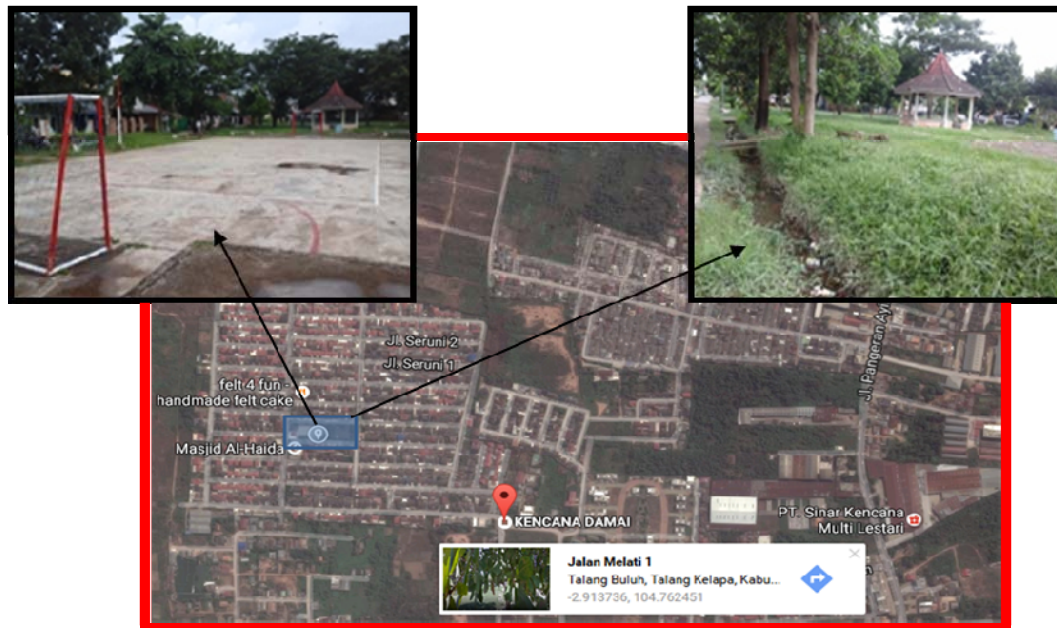 Jl. Seruni 2
Jl. Seruni 1
felt 4 fun -
handmade felt cake
Masjid Al-Haida
KENCANA DAMAI
PT. Sinar Kencana
Multi Lestari
Jl. Pangeran Ayi
Jalan Melati 1
Talang Buluh, Talang Kelapa, Kabu...
-2.913736, 104.762451